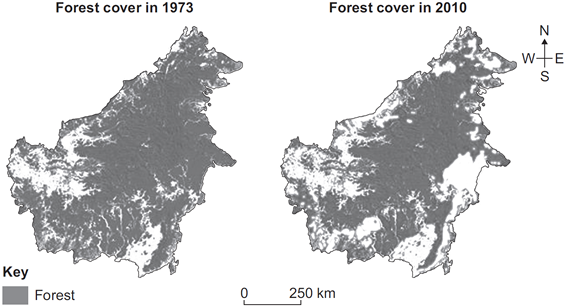 Forest cover in 1973
Forest cover in 2010
N
W E
S
Key
Forest
0 250 km